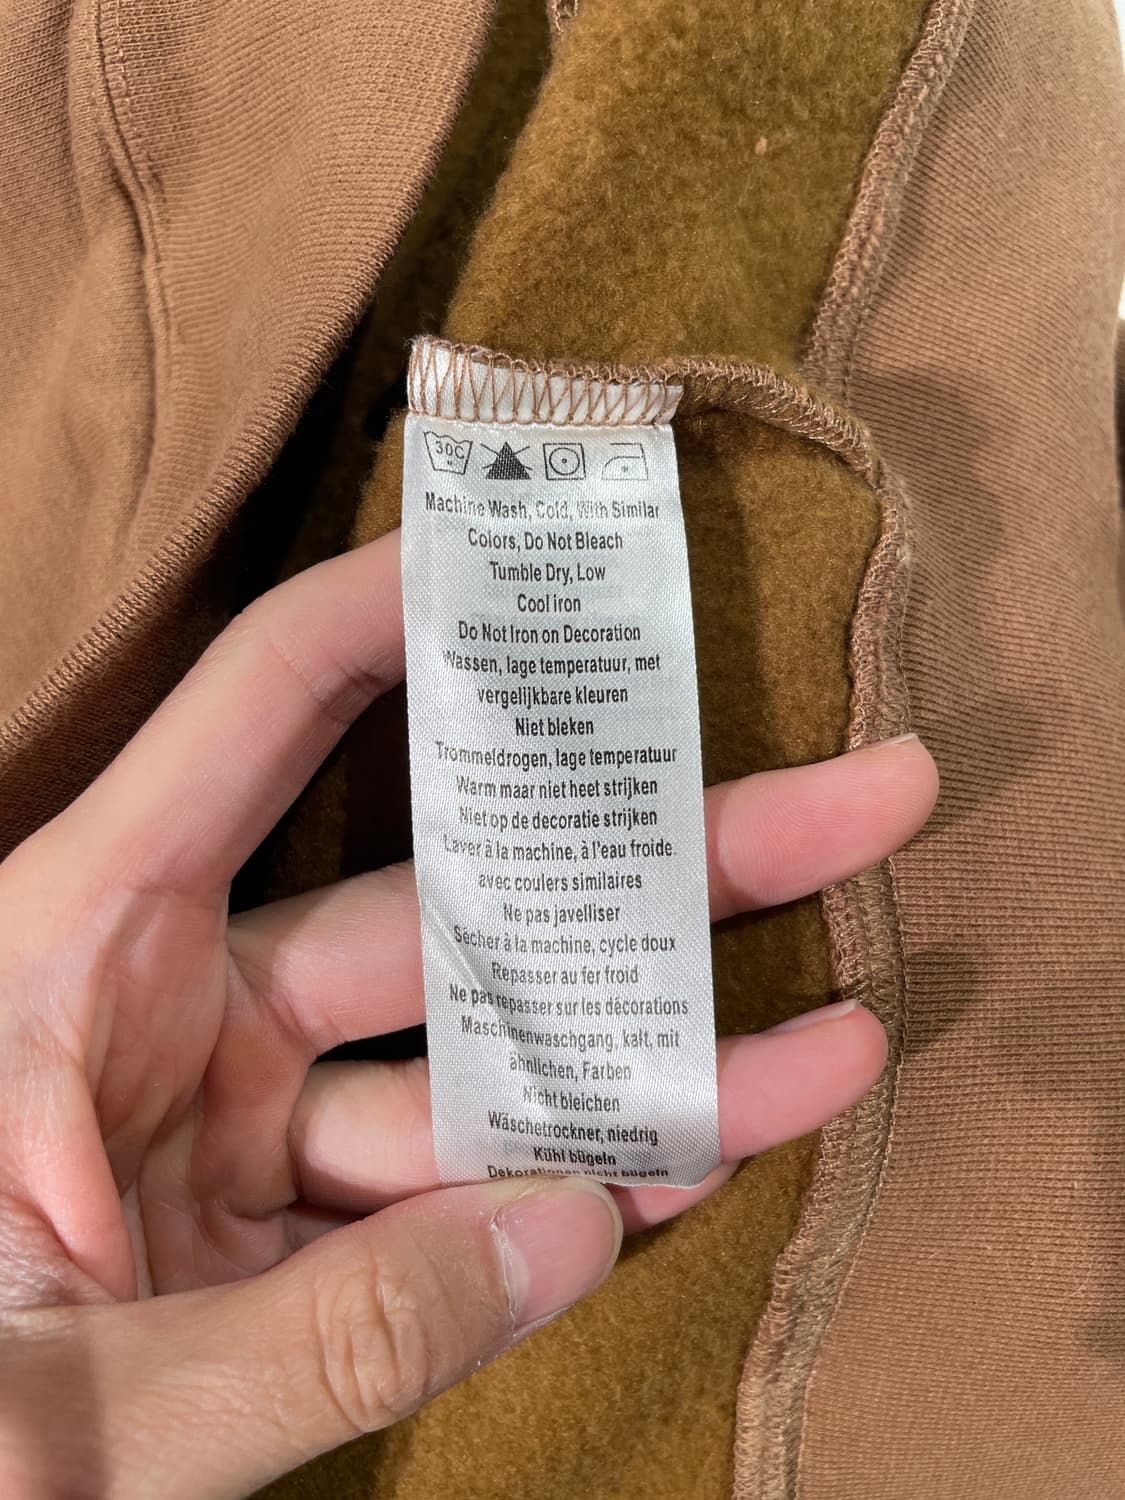 30C
Machine Wash, Cold, With Similar
Colors, Do Not Bleach
Tumble Dry, Low
Cool iron
Do Not Iron on Decoration
Wassen, lage temperatuur, met
vergelijkbare kleuren
Niet bleken
Trommeldrogen, lage temperatuur
Warm maar niet heet strijken
Niet op de decoratie strijken
Laver à la machine, à l'eau froide.
avec coulers similaires
Ne pas javelliser
Sécher à la machine, cycle doux
Repasser au fer froid
Ne pas repasser sur les décorations
Maschinenwaschgang, kalt, mit
ähnlichen, Farben
Nicht bleichen
Wäschetrockner, niedrig
Kühl bügeln
Dekorationen nicht bügeln